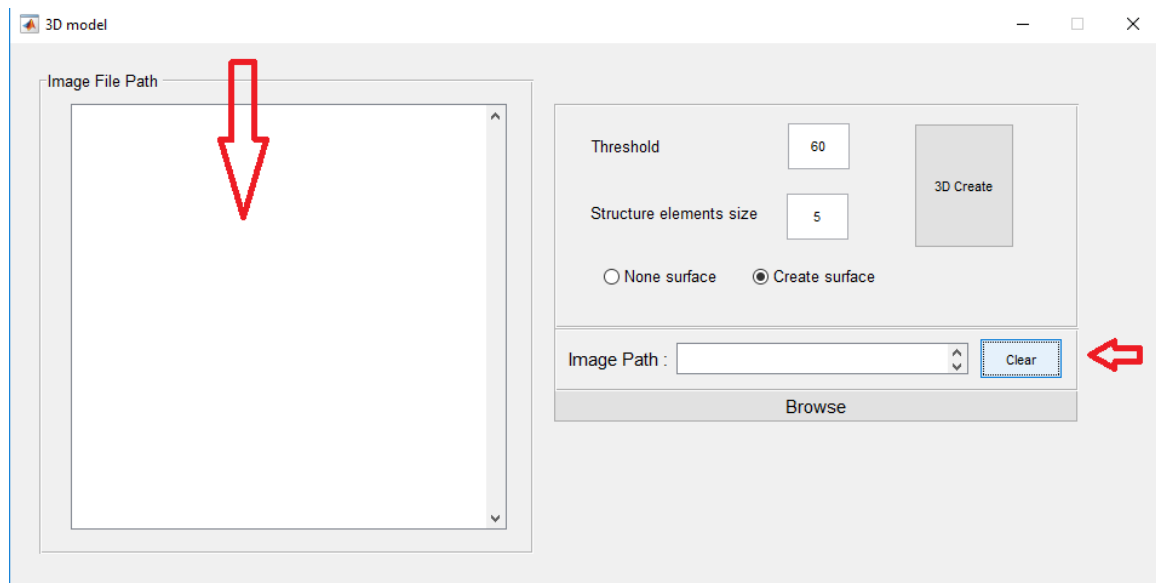 3D model
Image File Path
Threshold
60
3D Create
Structure elements size
5
None surface
Create surface
Image Path :
Clear
Browse